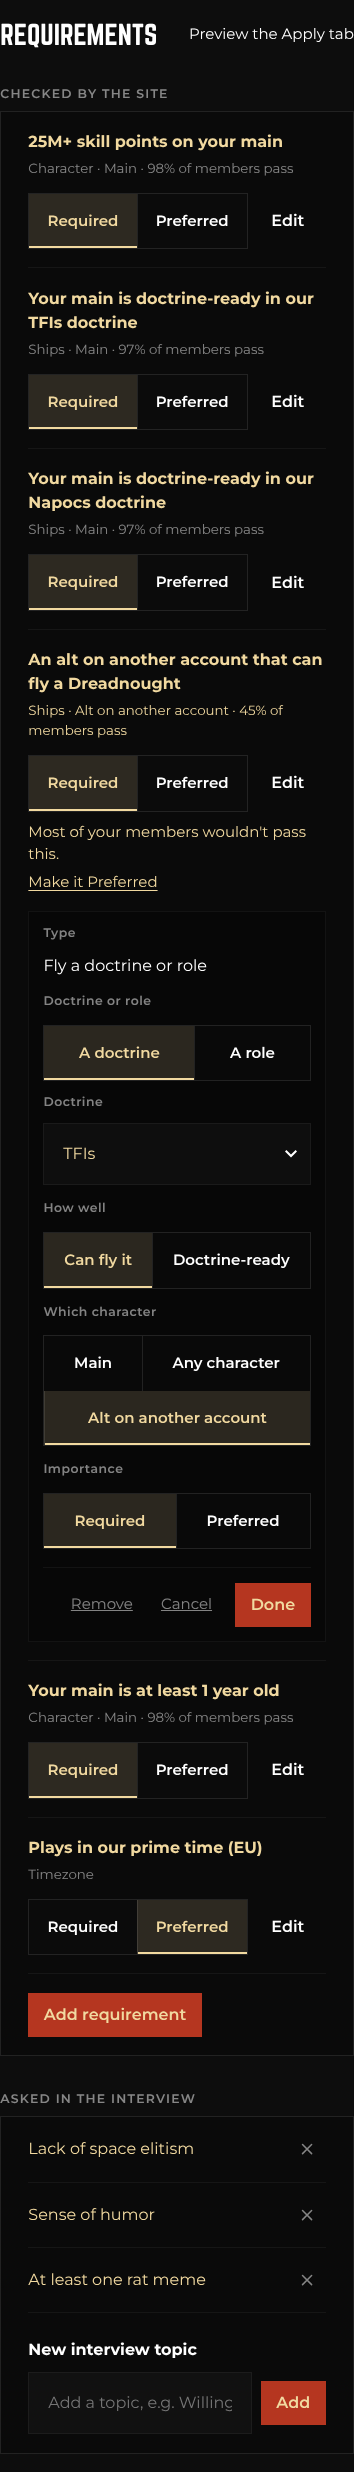 REQUIREMENTS
Preview the Apply tab
CHECKED BY THE SITE
25M+ skill points on your main
Character · Main · 98% of members pass
Required
Preferred
Edit
Your main is doctrine-ready in our
TFIs doctrine
Ships · Main · 97% of members pass
Required
Preferred
Edit
Your main is doctrine-ready in our
Napocs doctrine
Ships · Main · 97% of members pass
Required
Preferred
Edit
An alt on another account that can
fly a Dreadnought
Ships · Alt on another account · 45% of
members pass
Required
Preferred
Edit
Most of your members wouldn't pass
this.
Make it Preferred
Type
Fly a doctrine or role
Doctrine or role
A doctrine
A role
Doctrine
TFIs
How well
Can fly it
Doctrine-ready
Which character
Main
Any character
Alt on another account
Importance
Required
Preferred
Remove
Cancel
Done
Your main is at least 1 year old
Character · Main · 98% of members pass
Required
Preferred
Edit
Plays in our prime time (EU)
Timezone
Required
Preferred
Edit
Add requirement
ASKED IN THE INTERVIEW
Lack of space elitism
Sense of humor
At least one rat meme
New interview topic
Add a topic, e.g. Willing
Add